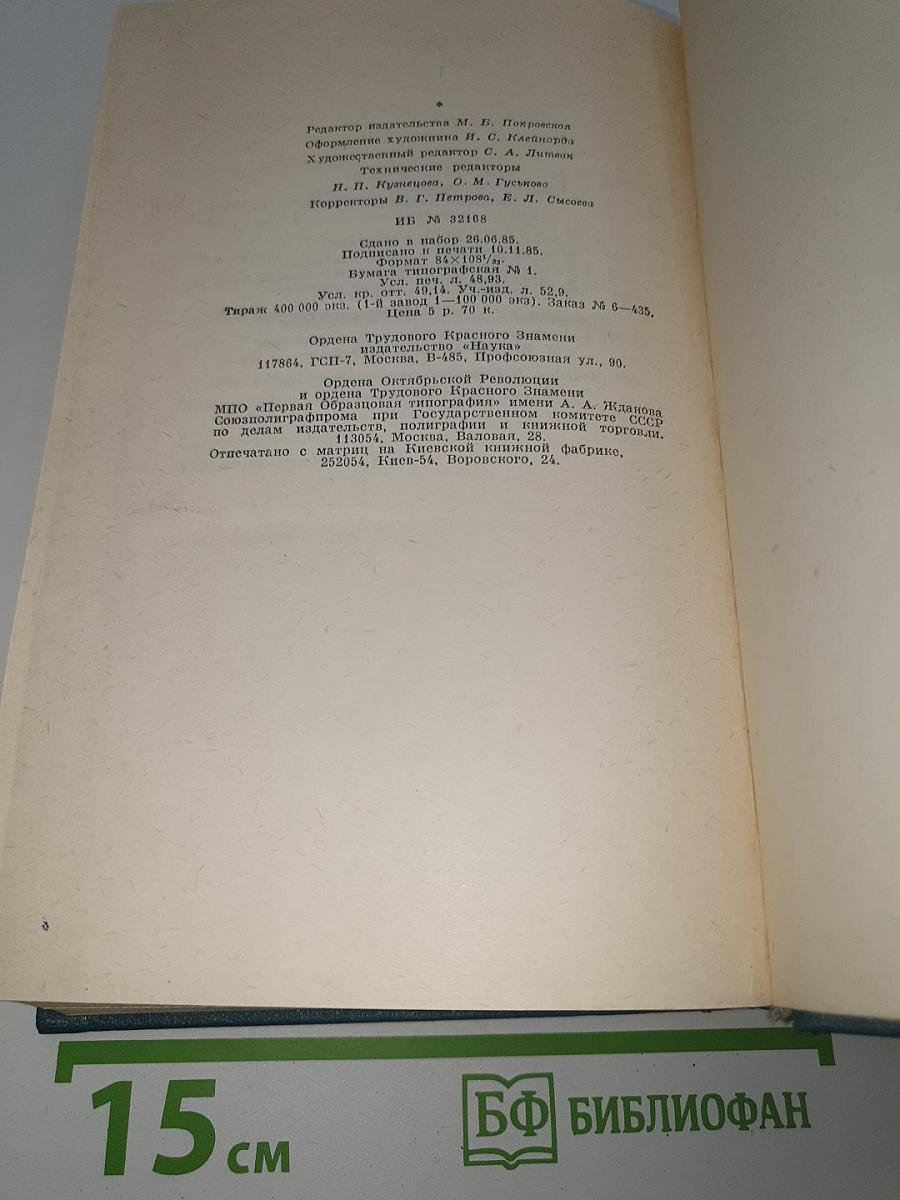 *
Редактор издательства М. Б. Покровская
Оформление художника И. С. Клейнарда
Художественный редактор С. А. Литвак
Технические редакторы
Н. П. Кузнецова, О. М. Гуськова
Корректоры В. Г. Петрова, Е. Л. Сысоева
ИБ № 32168
Сдано в набор 26.06.85.
Подписано к печати 10.11.85.
Формат 84×108¹/₃₂.
Бумага типографская № 1.
Усл. печ. л. 48,93.
Усл. кр. отт. 49,14. Уч.-изд. л. 52,9.
Тираж 400 000 экз. (1-й завод 1—100 000 экз). Заказ № 6—435.
Цена 5 р. 70 к.
Ордена Трудового Красного Знамени
издательство «Наука»
117864, ГСП-7, Москва, В-485, Профсоюзная ул., 90.
Ордена Октябрьской Революции
и ордена Трудового Красного Знамени
МПО «Первая Образцовая типография» имени А. А. Жданова
Союзполиграфпрома при Государственном комитете СССР
по делам издательств, полиграфии и книжной торговли.
113054, Москва, Валовая, 28.
Отпечатано с матриц на Киевской книжной фабрике,
252054, Киев-54, Воровского, 24.
15 см
БФ БИБЛИОФАН